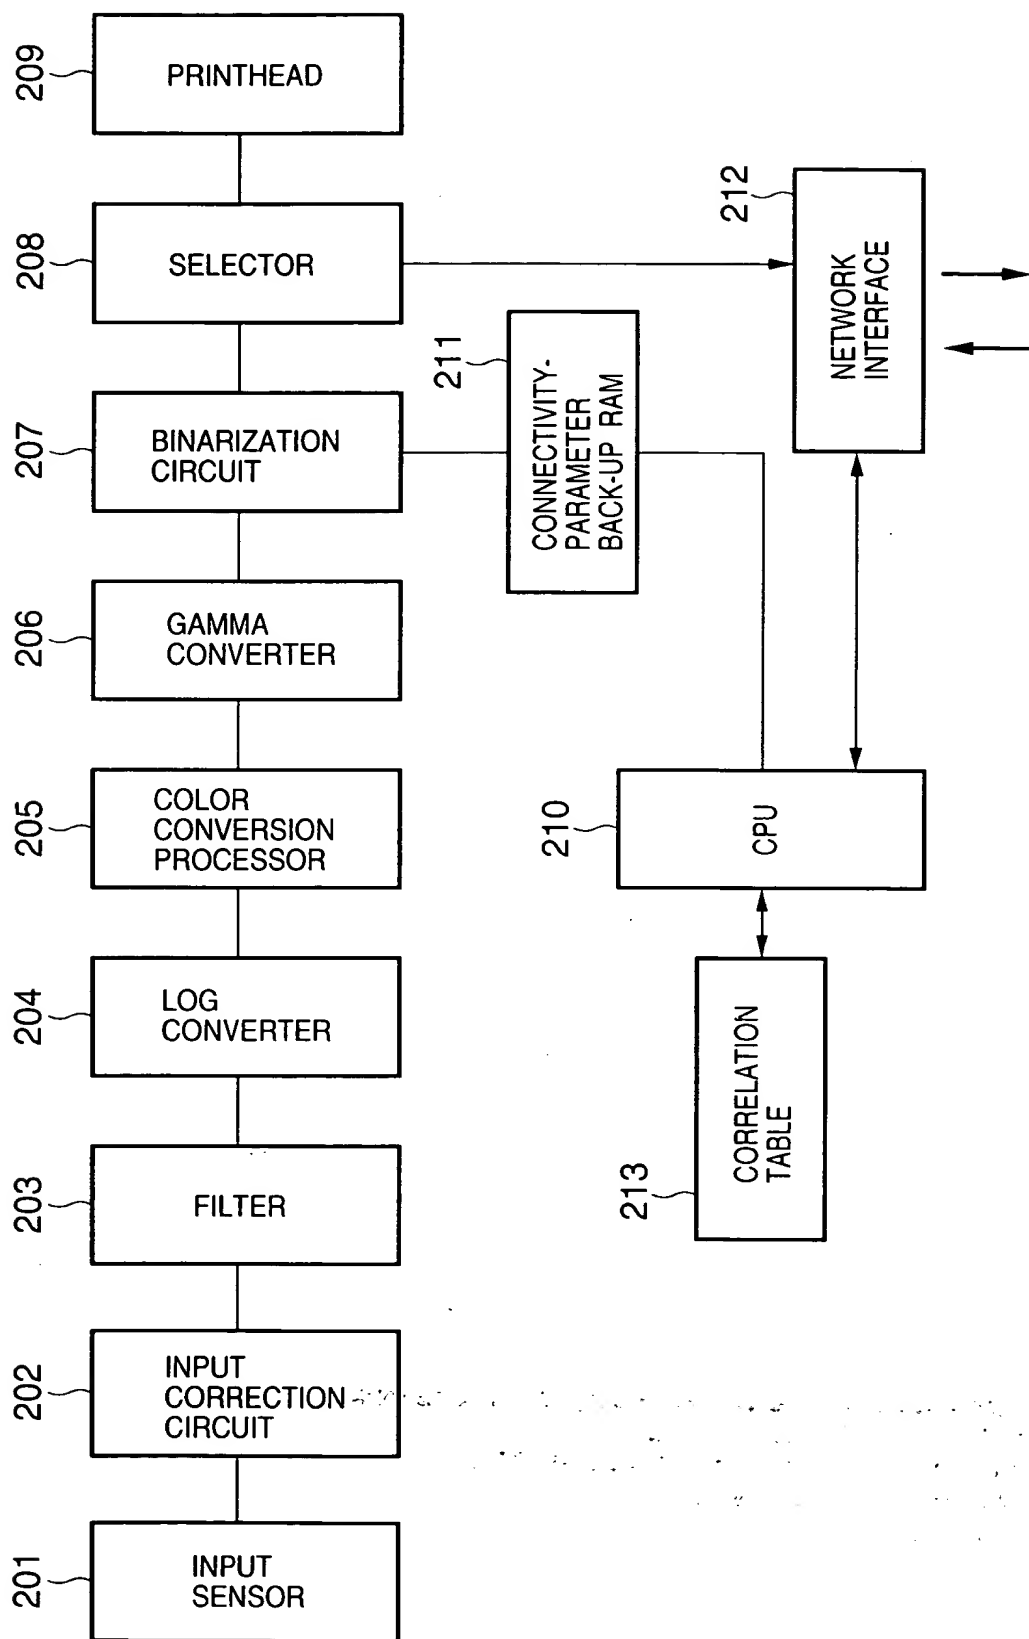 209
PRINTHEAD
208
SELECTOR
212
NETWORK
INTERFACE
207
BINARIZATION
CIRCUIT
211
CONNECTIVITY-
PARAMETER
BACK-UP RAM
206
GAMMA
CONVERTER
205
COLOR
CONVERSION
PROCESSOR
210
CPU
204
LOG
CONVERTER
213
CORRELATION
TABLE
203
FILTER
202
INPUT
CORRECTION
CIRCUIT
201
INPUT
SENSOR